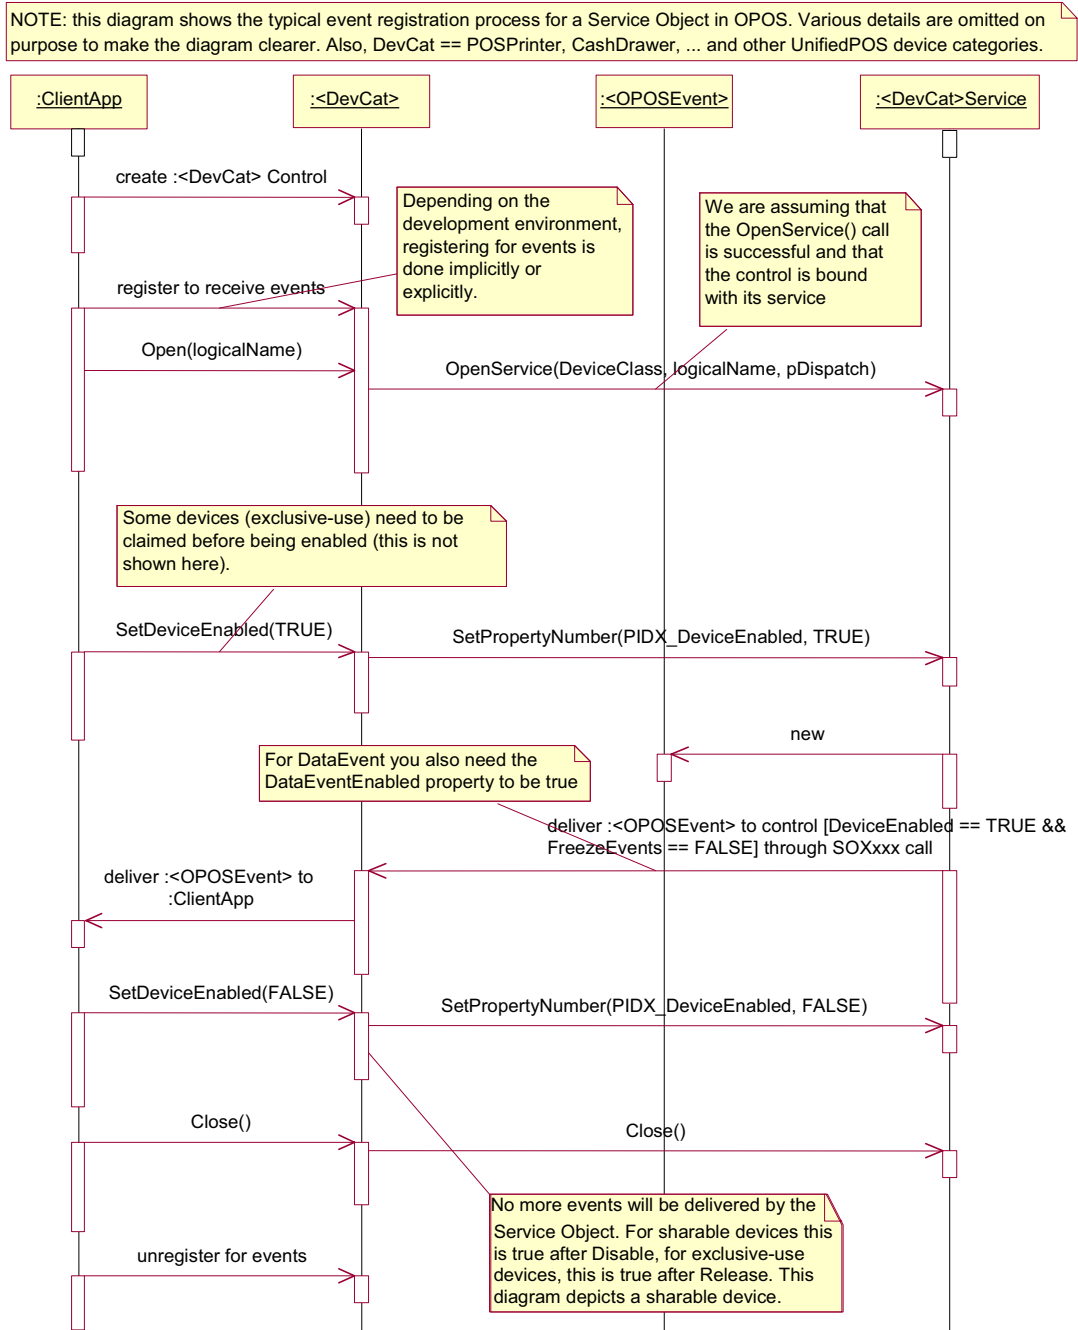 NOTE: this diagram shows the typical event registration process for a Service Object in OPOS. Various details are omitted on
purpose to make the diagram clearer. Also, DevCat == POSPrinter, CashDrawer, ... and other UnifiedPOS device categories.
:ClientApp
:<DevCat>
:<OPOSEvent>
:<DevCat>Service
create :<DevCat> Control
Depending on the
development environment,
registering for events is
done implicitly or
explicitly.
We are assuming that
the OpenService() call
is successful and that
the control is bound
with its service
register to receive events
Open(logicalName)
OpenService(DeviceClass, logicalName, pDispatch)
Some devices (exclusive-use) need to be
claimed before being enabled (this is not
shown here).
SetDeviceEnabled(TRUE)
SetPropertyNumber(PIDX_DeviceEnabled, TRUE)
new
For DataEvent you also need the
DataEventEnabled property to be true
deliver :<OPOSEvent> to control [DeviceEnabled == TRUE &&
FreezeEvents == FALSE] through SOXxxx call
deliver :<OPOSEvent> to
:ClientApp
SetDeviceEnabled(FALSE)
SetPropertyNumber(PIDX_DeviceEnabled, FALSE)
Close()
Close()
No more events will be delivered by the
Service Object. For sharable devices this
is true after Disable, for exclusive-use
devices, this is true after Release. This
diagram depicts a sharable device.
unregister for events